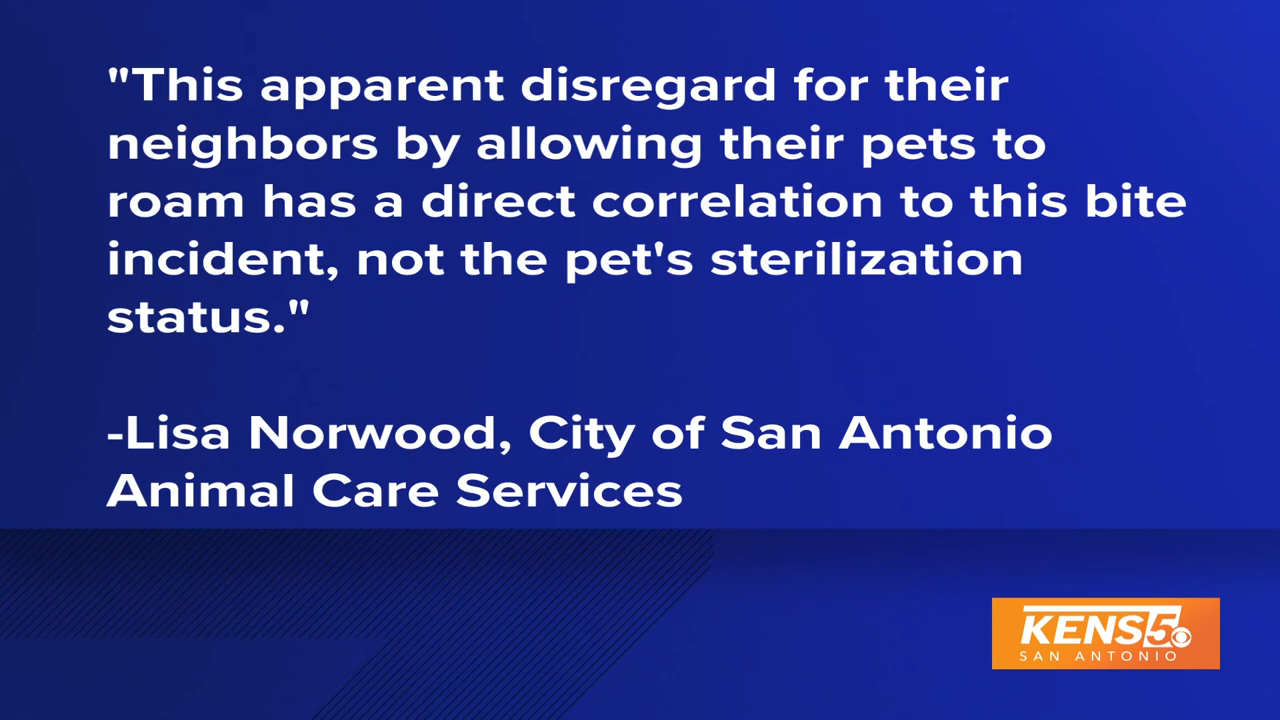 "This apparent disregard for their
neighbors by allowing their pets to
roam has a direct correlation to this bite
incident, not the pet's sterilization
status."
-Lisa Norwood, City of San Antonio
Animal Care Services
KENS5
SAN ANTONIO